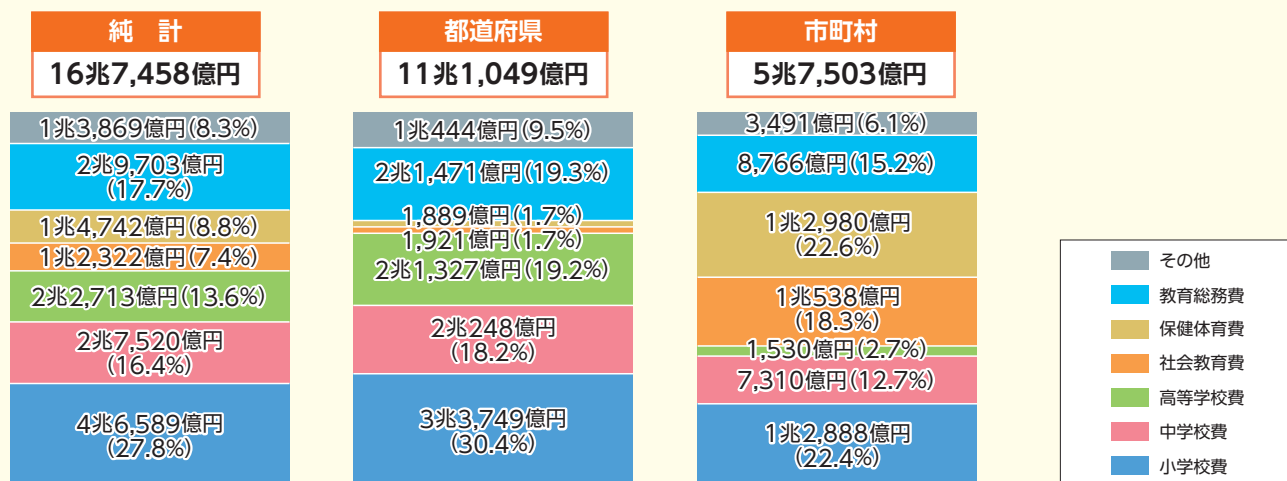 純 計
16兆7,458億円
1兆3,869億円(8.3%)
2兆9,703億円
(17.7%)
1兆4,742億円(8.8%)
1兆2,322億円(7.4%)
2兆2,713億円(13.6%)
2兆7,520億円
(16.4%)
4兆6,589億円
(27.8%)
都道府県
11兆1,049億円
1兆444億円(9.5%)
2兆1,471億円(19.3%)
1,889億円(1.7%)
1,921億円(1.7%)
2兆1,327億円(19.2%)
2兆248億円
(18.2%)
3兆3,749億円
(30.4%)
市町村
5兆7,503億円
3,491億円(6.1%)
8,766億円(15.2%)
1兆2,980億円
(22.6%)
1兆538億円
(18.3%)
1,530億円(2.7%)
7,310億円(12.7%)
1兆2,888億円
(22.4%)
その他
教育総務費
保健体育費
社会教育費
高等学校費
中学校費
小学校費